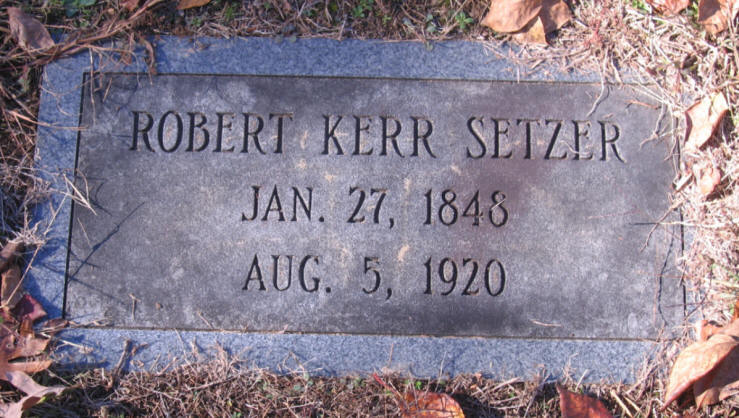 ROBERT KERR SETZER
JAN. 27, 1848
AUG. 5, 1920